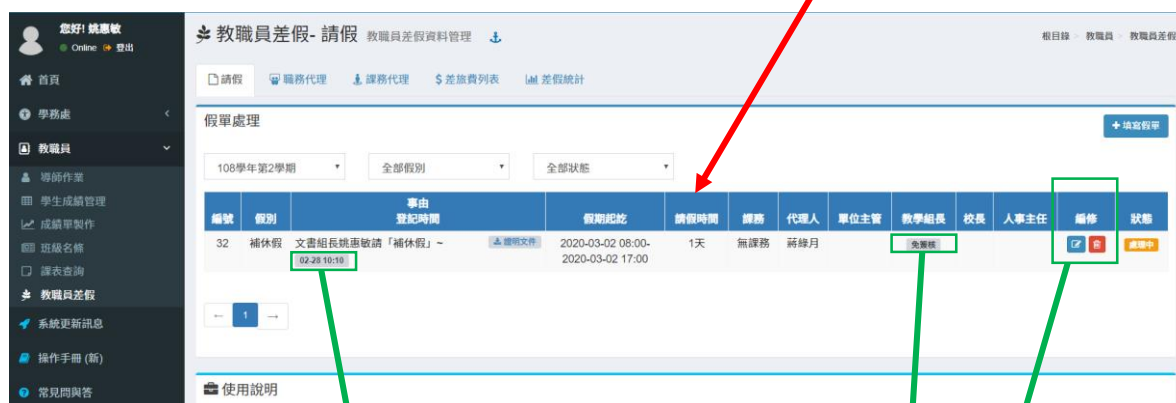 您好! 姚惠敏
Online 登出
首頁
學務處
教職員
導師作業
學生成績管理
成績單製作
班級名條
課表查詢
教職員差假
系統更新訊息
操作手冊 (新)
常見問與答
教職員差假- 請假 教職員差假資料管理
根目錄 > 教職員 > 教職員差假
請假 職務代理 課務代理 $ 差旅費列表 差假統計
假單處理
+ 填寫假單
108學年第2學期 全部假別 全部狀態
編號 假別 事由 登記時間 假期起訖 請假時間 課務 代理人 單位主管 教學組長 校長 人事主任 編修 狀態
32 補休假 文書組長姚惠敏請「補休假」~ 證明文件 2020-03-02 08:00- 1天 無課務 蔣綠月 免簽核 處理中
02-28 10:10 2020-03-02 17:00
← 1 →
使用說明